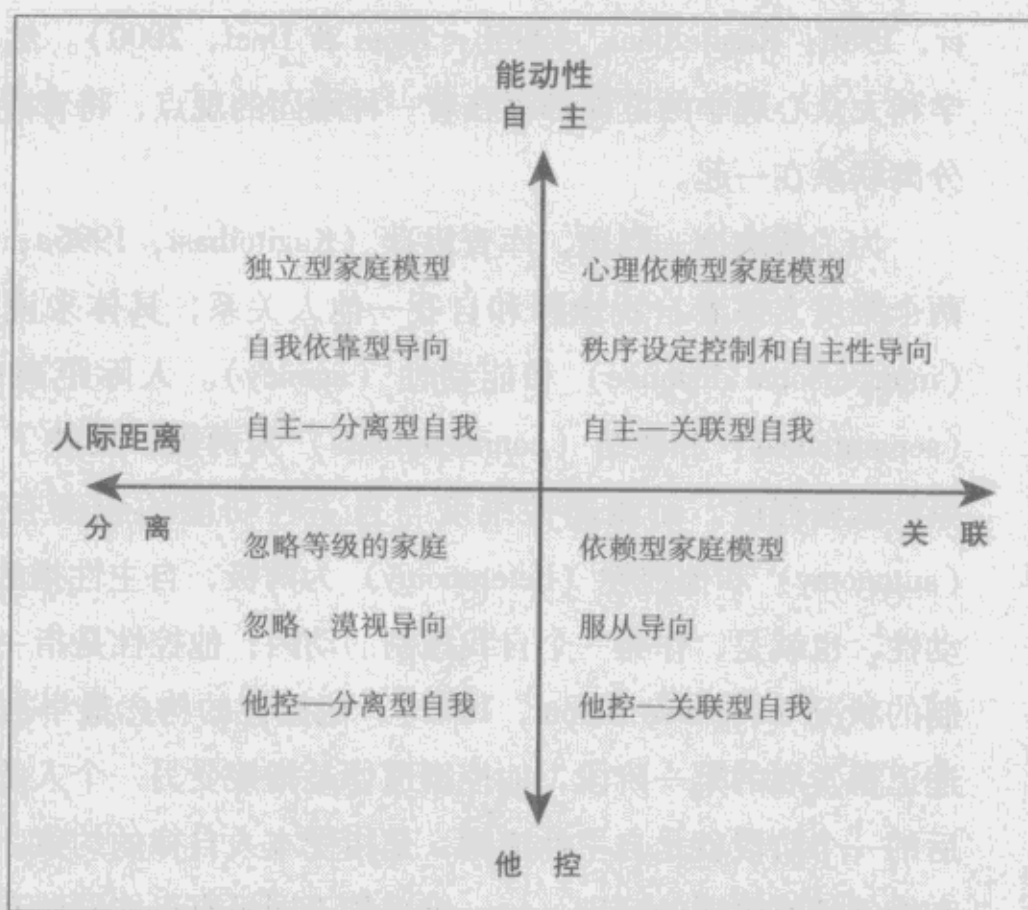 能动性
自 主
独立型家庭模型
自我依靠型导向
自主—分离型自我
心理依赖型家庭模型
秩序设定控制和自主性导向
自主—关联型自我
人际距离
分 离
关 联
忽略等级的家庭
忽略、漠视导向
他控—分离型自我
依赖型家庭模型
服从导向
他控—关联型自我
他 控